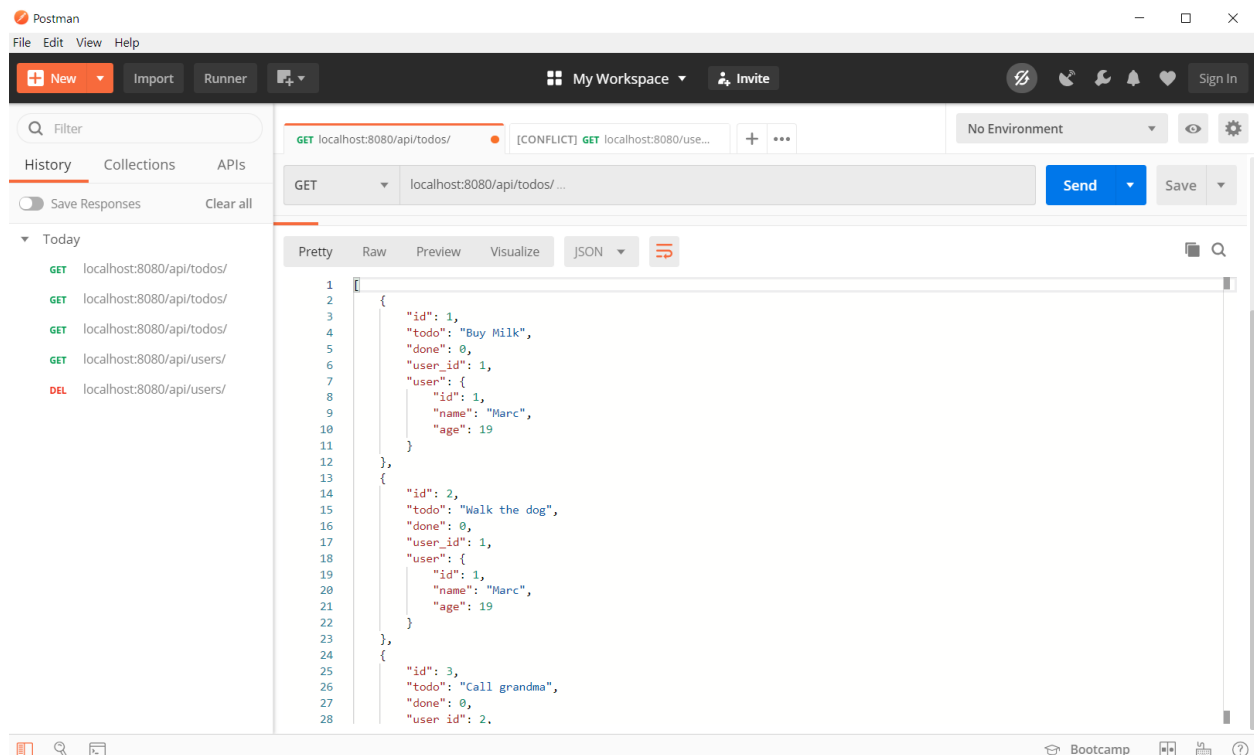 Postman
File Edit View Help
New Import Runner My Workspace Invite Sign In
Filter
History Collections APIs
Save Responses Clear all
Today
GET localhost:8080/api/todos/
GET localhost:8080/api/todos/
GET localhost:8080/api/todos/
GET localhost:8080/api/users/
DEL localhost:8080/api/users/
GET localhost:8080/api/todos/ [CONFLICT] GET localhost:8080/use... + •••
No Environment
GET localhost:8080/api/todos/ ... Send Save
Pretty Raw Preview Visualize JSON
1 [
2 {
3 "id": 1,
4 "todo": "Buy Milk",
5 "done": 0,
6 "user_id": 1,
7 "user": {
8 "id": 1,
9 "name": "Marc",
10 "age": 19
11 }
12 },
13 {
14 "id": 2,
15 "todo": "Walk the dog",
16 "done": 0,
17 "user_id": 1,
18 "user": {
19 "id": 1,
20 "name": "Marc",
21 "age": 19
22 }
23 },
24 {
25 "id": 3,
26 "todo": "Call grandma",
27 "done": 0,
28 "user_id": 2,
Bootcamp